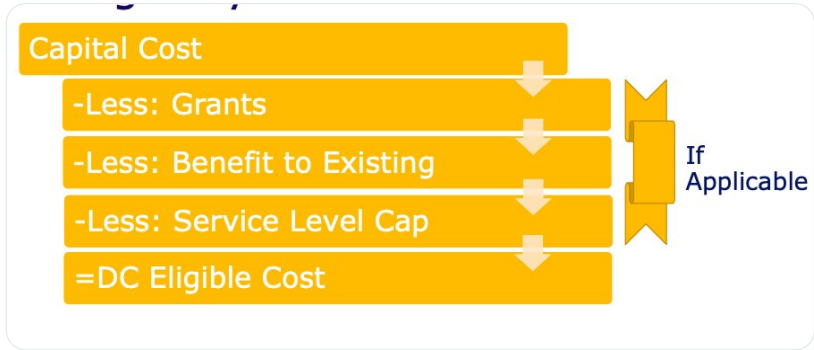 Capital Cost
-Less: Grants
-Less: Benefit to Existing
-Less: Service Level Cap
=DC Eligible Cost
If
Applicable